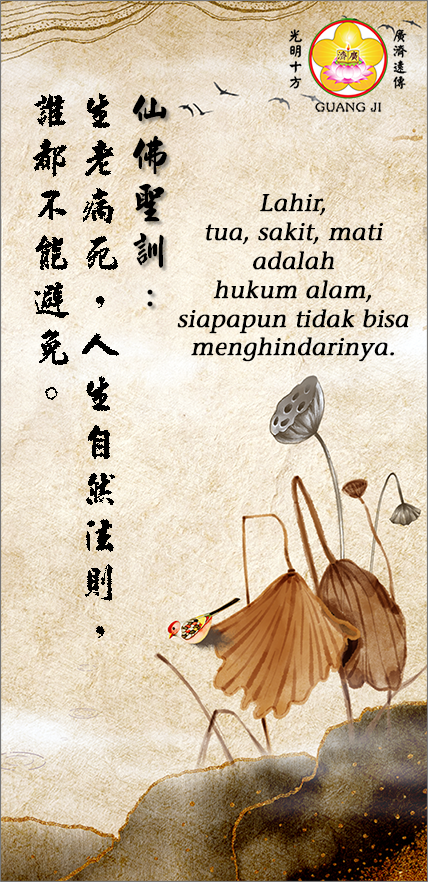 光明十方
廣濟遠傳
廣濟
GUANG JI
仙佛聖訓：
生老病死，人生自然法則，
誰都不能避免。
Lahir,
tua, sakit, mati
adalah
hukum alam,
siapapun tidak bisa
menghindarinya.